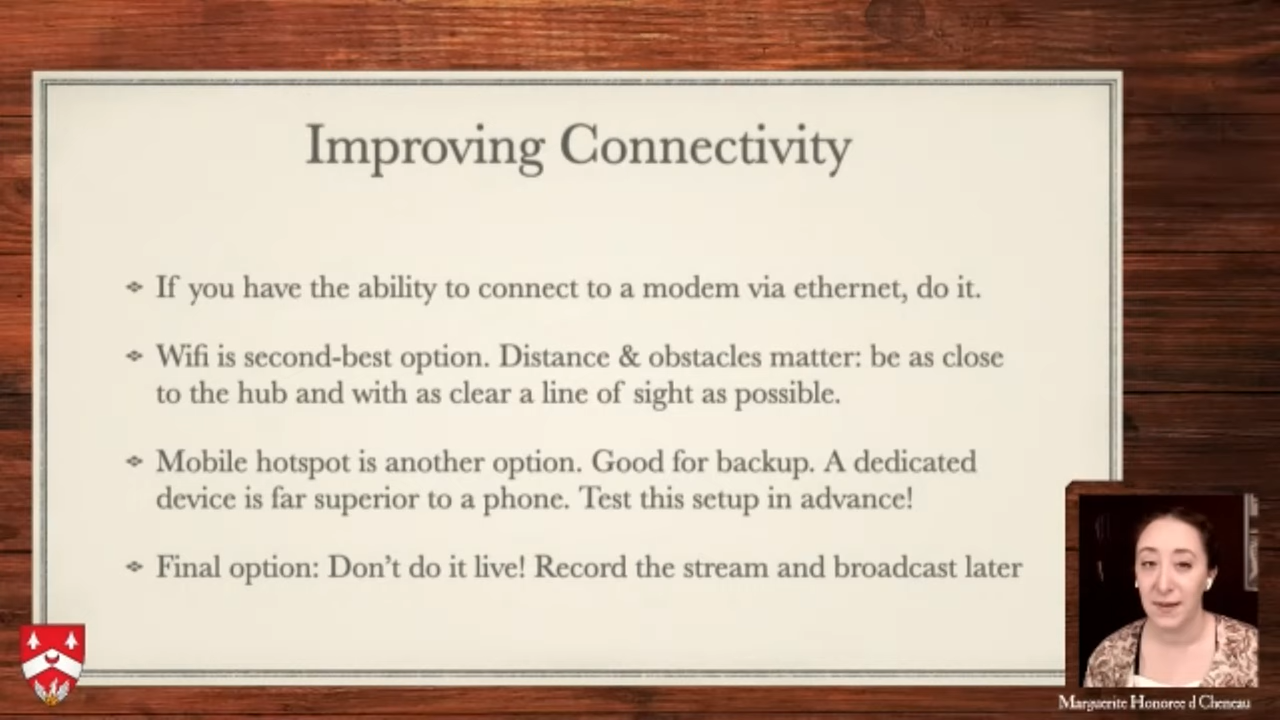 Improving Connectivity
If you have the ability to connect to a modem via ethernet, do it.
Wifi is second-best option. Distance & obstacles matter: be as close
to the hub and with as clear a line of sight as possible.
Mobile hotspot is another option. Good for backup. A dedicated
device is far superior to a phone. Test this setup in advance!
Final option: Don’t do it live! Record the stream and broadcast later
Marguerite Honoree d Cheneau